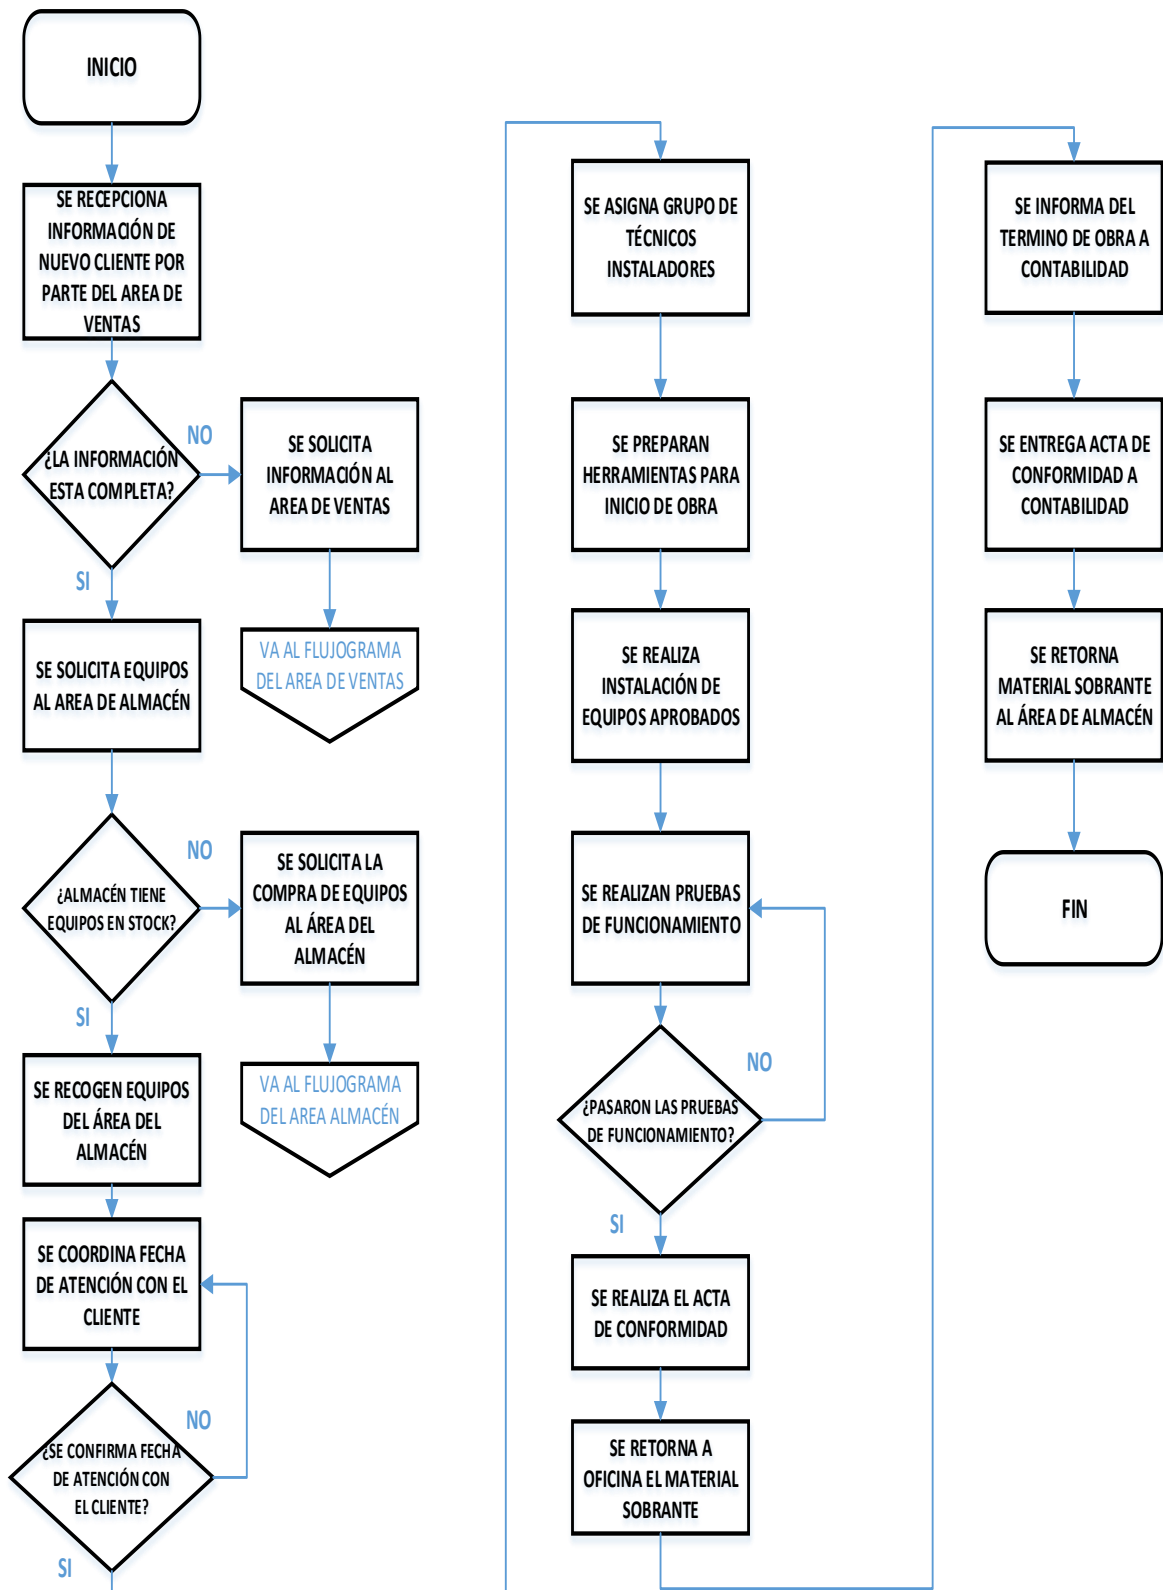 INICIO
SE RECEPCIONA
INFORMACIÓN DE
NUEVO CLIENTE POR
PARTE DEL AREA DE
VENTAS
¿LA INFORMACIÓN
ESTA COMPLETA?
NO
SE SOLICITA
INFORMACIÓN AL
AREA DE VENTAS
VA AL FLUJOGRAMA
DEL AREA DE VENTAS
SI
SE SOLICITA EQUIPOS
AL AREA DE ALMACÉN
¿ALMACÉN TIENE
EQUIPOS EN STOCK?
NO
SE SOLICITA LA
COMPRA DE EQUIPOS
AL ÁREA DEL
ALMACÉN
VA AL FLUJOGRAMA
DEL AREA ALMACÉN
SI
SE RECOGEN EQUIPOS
DEL ÁREA DEL
ALMACÉN
SE COORDINA FECHA
DE ATENCIÓN CON EL
CLIENTE
NO
¿SE CONFIRMA FECHA
DE ATENCIÓN CON
EL CLIENTE?
SI
SE ASIGNA GRUPO DE
TÉCNICOS
INSTALADORES
SE PREPARAN
HERRAMIENTAS PARA
INICIO DE OBRA
SE REALIZA
INSTALACIÓN DE
EQUIPOS APROBADOS
SE REALIZAN PRUEBAS
DE FUNCIONAMIENTO
NO
¿PASARON LAS PRUEBAS
DE FUNCIONAMIENTO?
SI
SE REALIZA EL ACTA
DE CONFORMIDAD
SE RETORNA A
OFICINA EL MATERIAL
SOBRANTE
SE INFORMA DEL
TERMINO DE OBRA A
CONTABILIDAD
SE ENTREGA ACTA DE
CONFORMIDAD A
CONTABILIDAD
SE RETORNA
MATERIAL SOBRANTE
AL ÁREA DE ALMACÉN
FIN